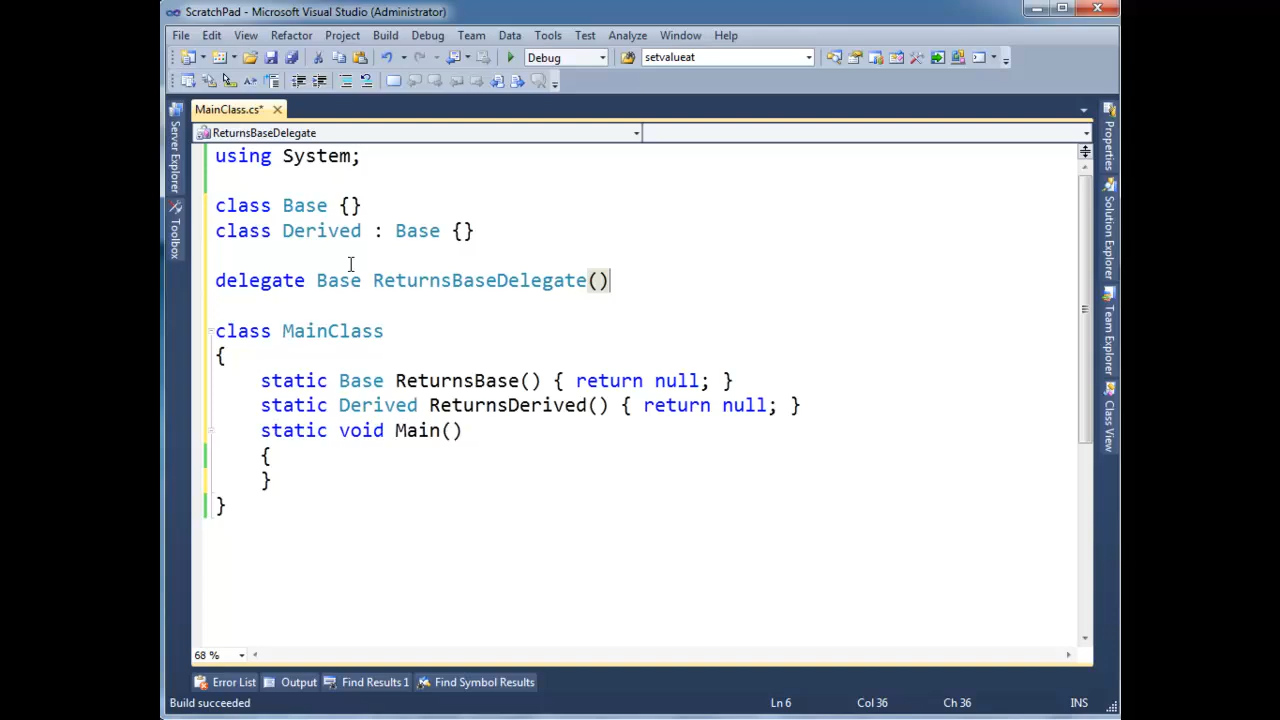 ScratchPad - Microsoft Visual Studio (Administrator)
File Edit View Refactor Project Build Debug Team Data Tools Test Analyze Window Help
Debug setvalueat
MainClass.cs*
ReturnsBaseDelegate
using System;
class Base {}
class Derived : Base {}
delegate Base ReturnsBaseDelegate()
class MainClass
{
static Base ReturnsBase() { return null; }
static Derived ReturnsDerived() { return null; }
static void Main()
{
}
}
68 %
Error List Output Find Results 1 Find Symbol Results
Build succeeded Ln 6 Col 36 Ch 36 INS
Server Explorer
Toolbox
Properties
Solution Explorer
Team Explorer
Class View